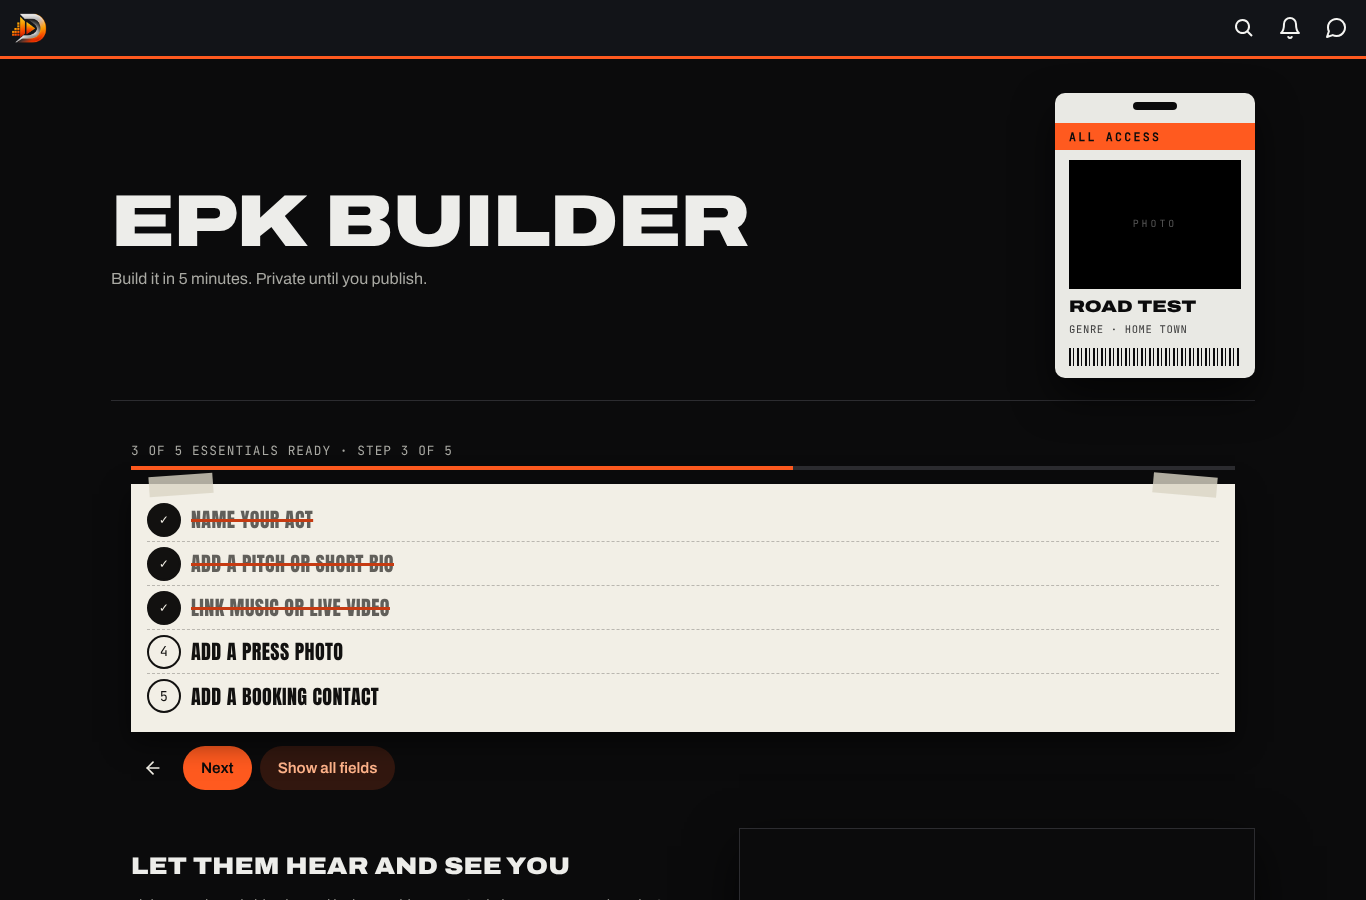 ALL ACCESS
PHOTO
ROAD TEST
GENRE · HOME TOWN
EPK BUILDER
Build it in 5 minutes. Private until you publish.
3 OF 5 ESSENTIALS READY · STEP 3 OF 5
✓ NAME YOUR ACT
✓ ADD A PITCH OR SHORT BIO
✓ LINK MUSIC OR LIVE VIDEO
4 ADD A PRESS PHOTO
5 ADD A BOOKING CONTACT
Next
Show all fields
LET THEM HEAR AND SEE YOU